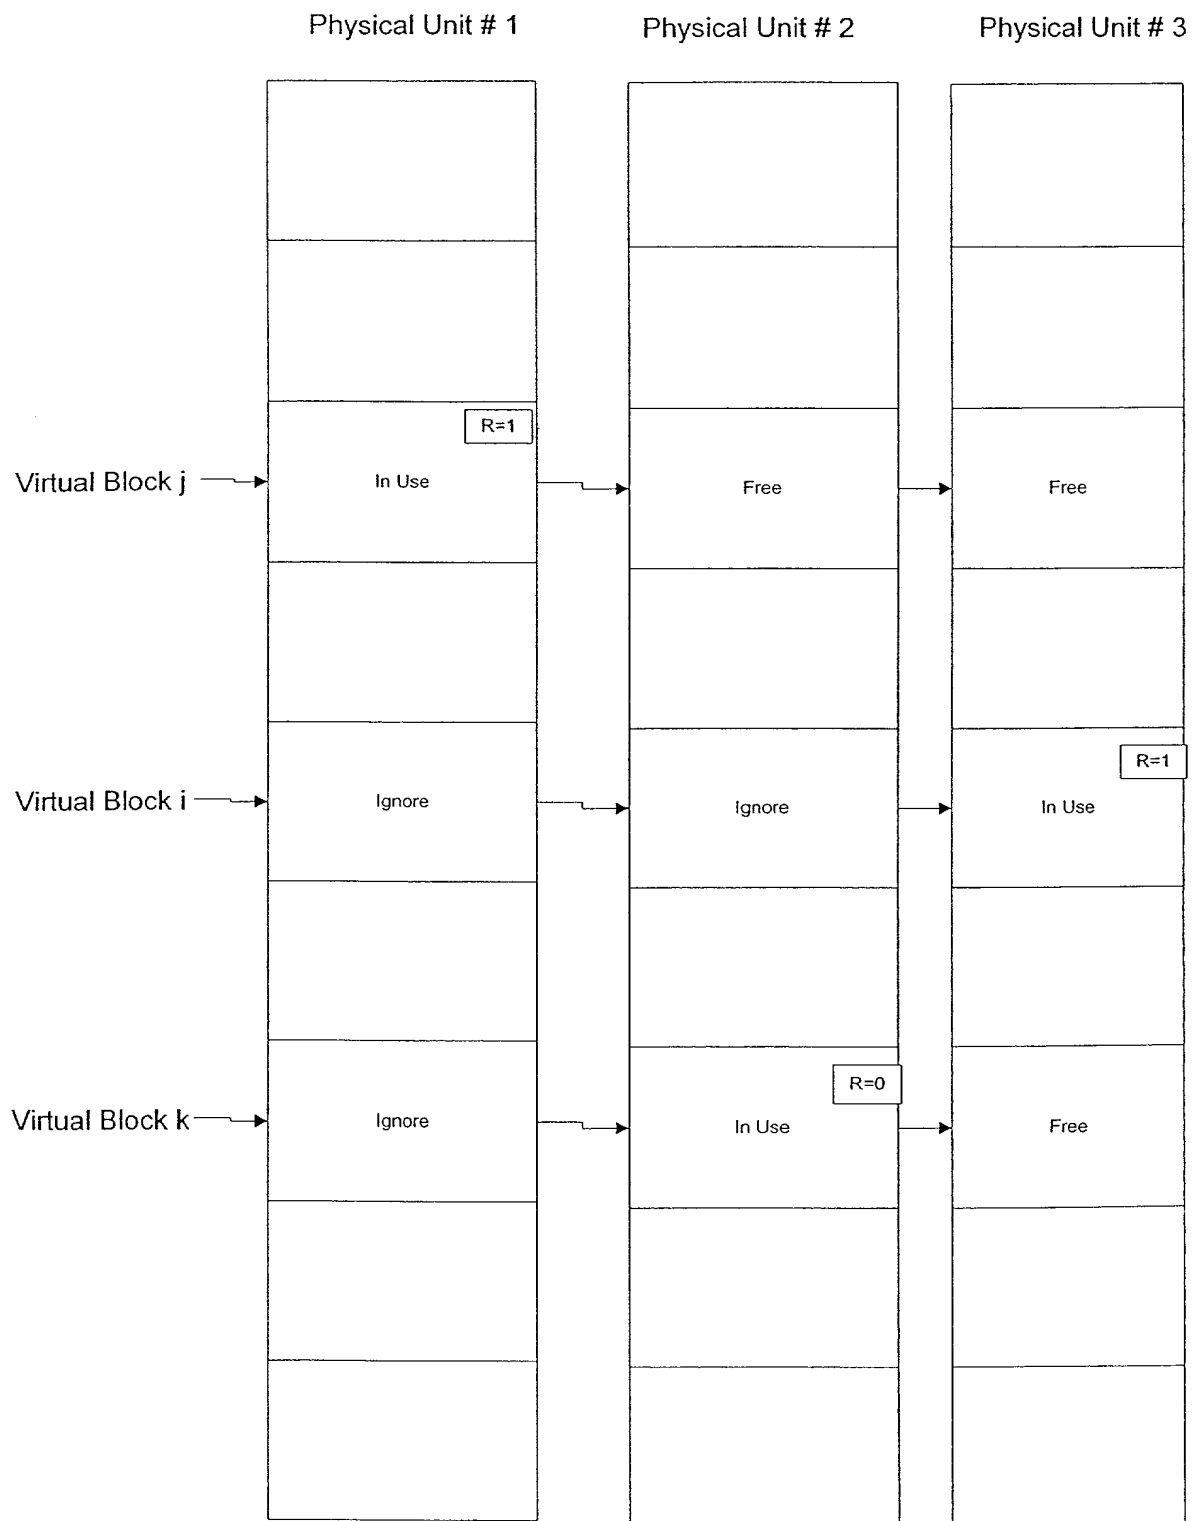 Physical Unit # 1
Physical Unit # 2
Physical Unit # 3
R=1
Virtual Block j
In Use
Free
Free
R=1
Virtual Block i
Ignore
Ignore
In Use
R=0
Virtual Block k
Ignore
In Use
Free